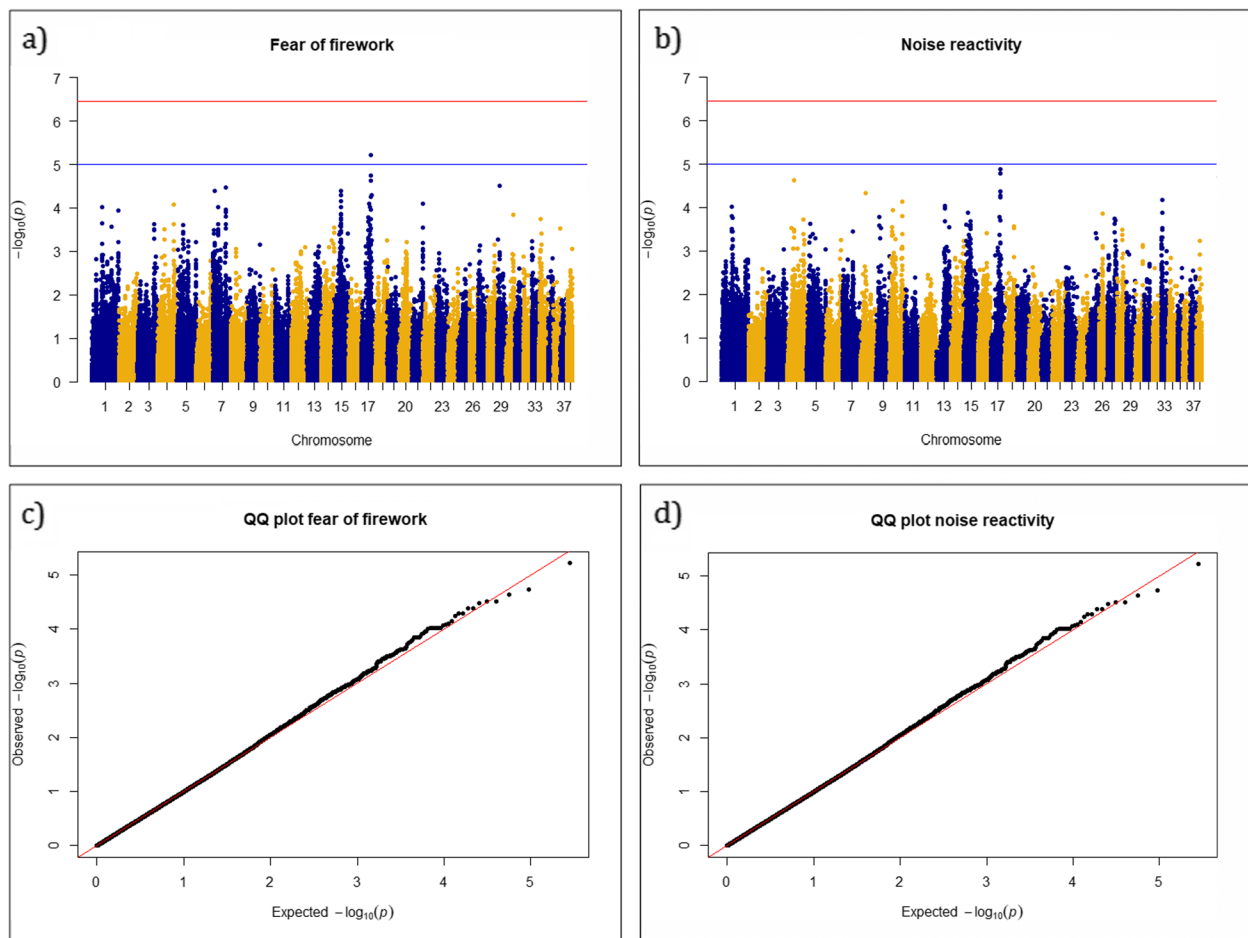 a)
Fear of firework
7
6
5
4
3
2
1
0
−log10(p)
1 2 3 5 7 9 11 13 15 17 20 23 26 29 33 37
Chromosome
b)
Noise reactivity
7
6
5
4
3
2
1
0
−log10(p)
1 2 3 5 7 9 11 13 15 17 20 23 26 29 33 37
Chromosome
c)
QQ plot fear of firework
5
4
3
2
1
0
Observed −log10(p)
0 1 2 3 4 5
Expected −log10(p)
d)
QQ plot noise reactivity
5
4
3
2
1
0
Observed −log10(p)
0 1 2 3 4 5
Expected −log10(p)